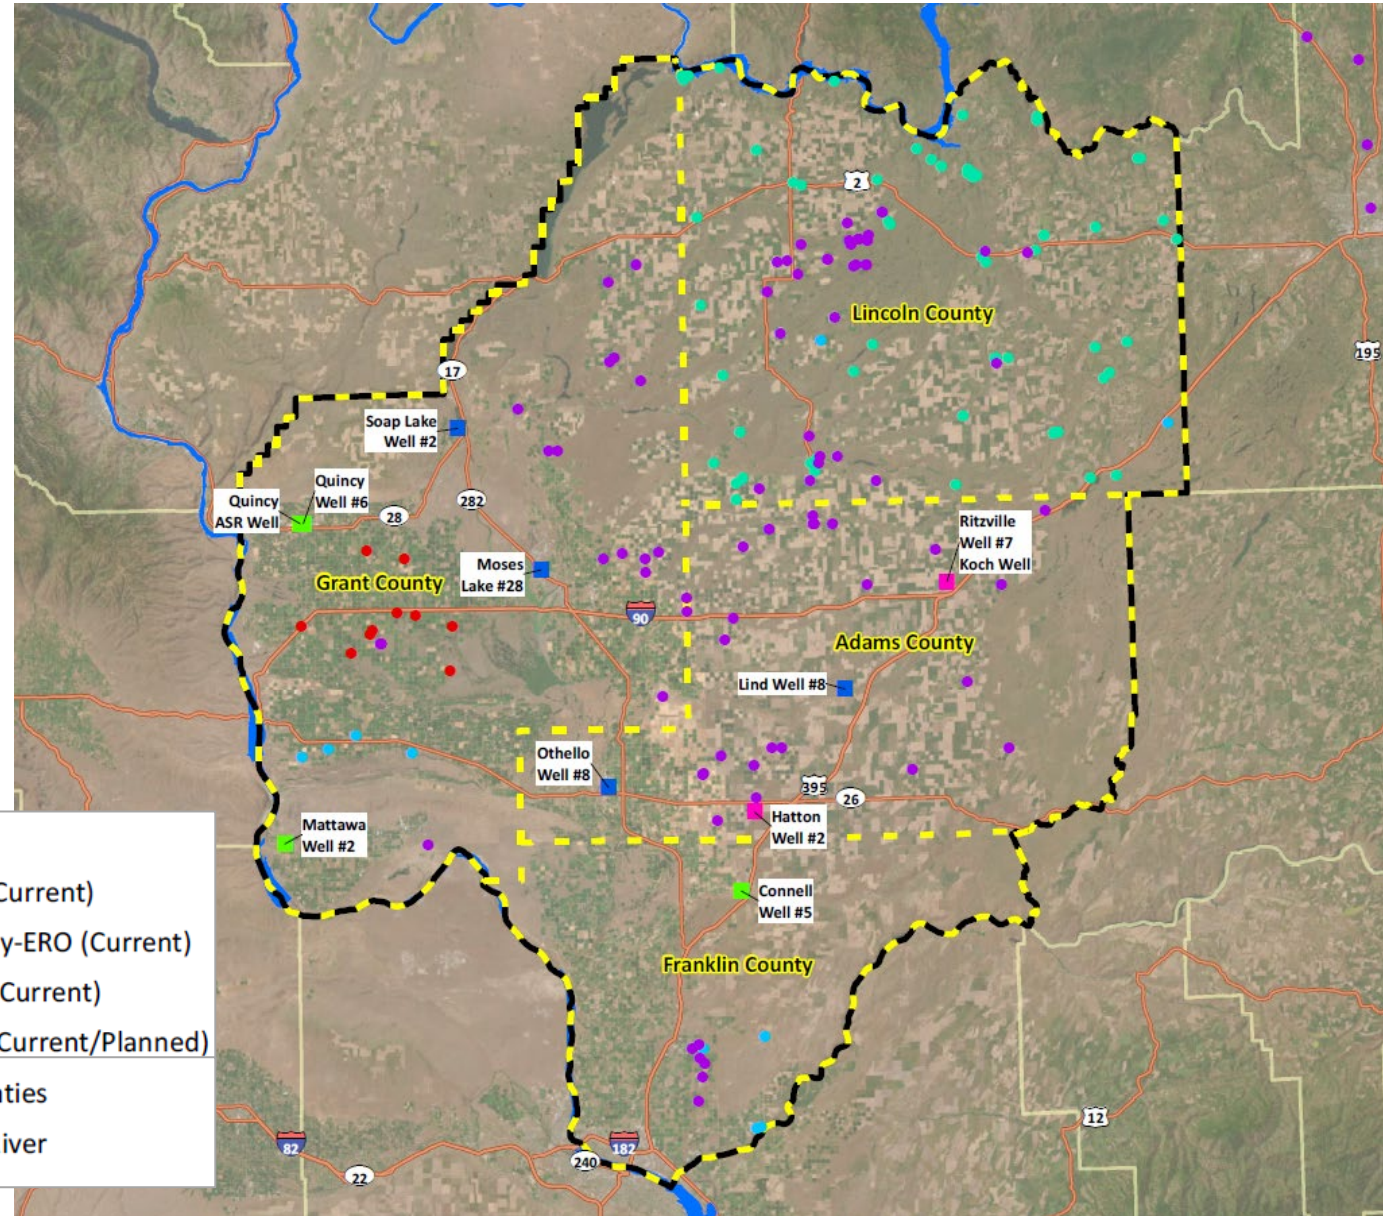 2
195
Lincoln County
17
Soap Lake
Well #2
Quincy
Well #6
Quincy
ASR Well
282
28
Ritzville
Well #7
Koch Well
Moses
Lake #28
Grant County
90
Adams County
Lind Well #8
Othello
Well #8
395
26
Hatton
Well #2
Mattawa
Well #2
Connell
Well #5
Franklin County
Current)
y-ERO (Current)
Current)
Current/Planned)
nties
iver
12
82
182
240
22